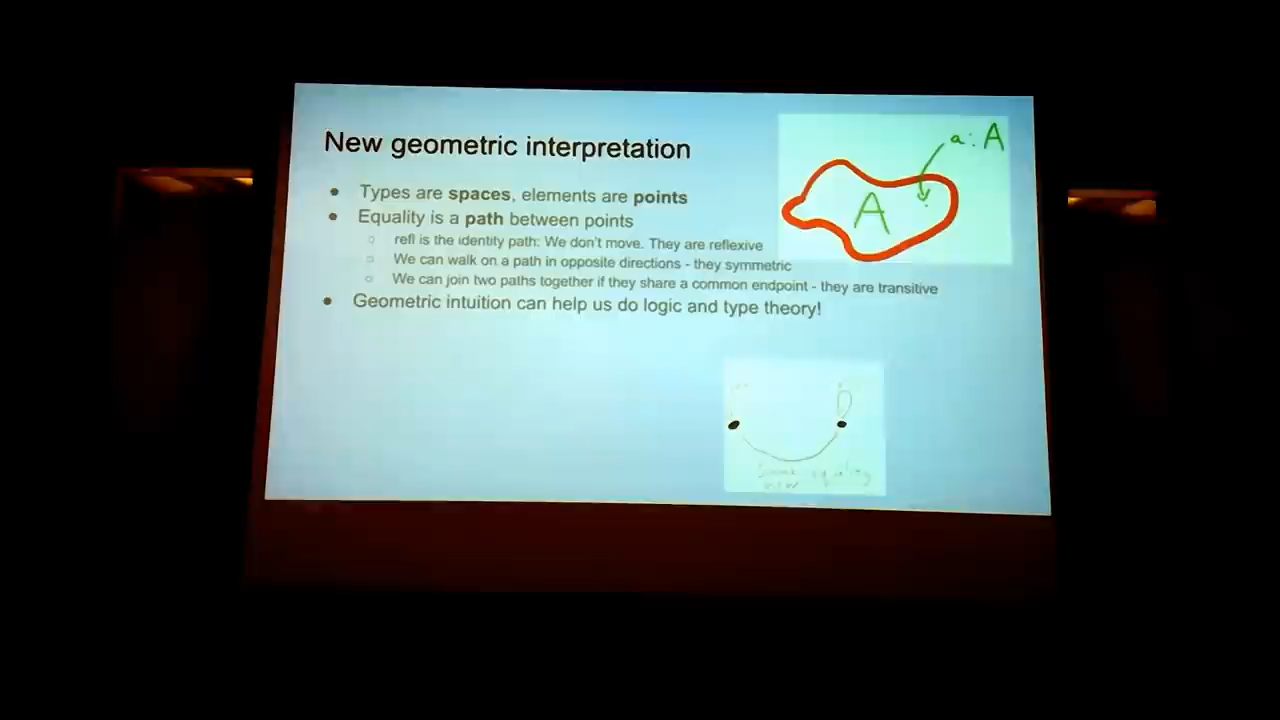 New geometric interpretation
a : A
A
● Types are spaces, elements are points
● Equality is a path between points
○ refl is the identity path: We don't move. They are reflexive
○ We can walk on a path in opposite directions - they symmetric
○ We can join two paths together if they share a common endpoint - they are transitive
● Geometric intuition can help us do logic and type theory!
Some equality
new